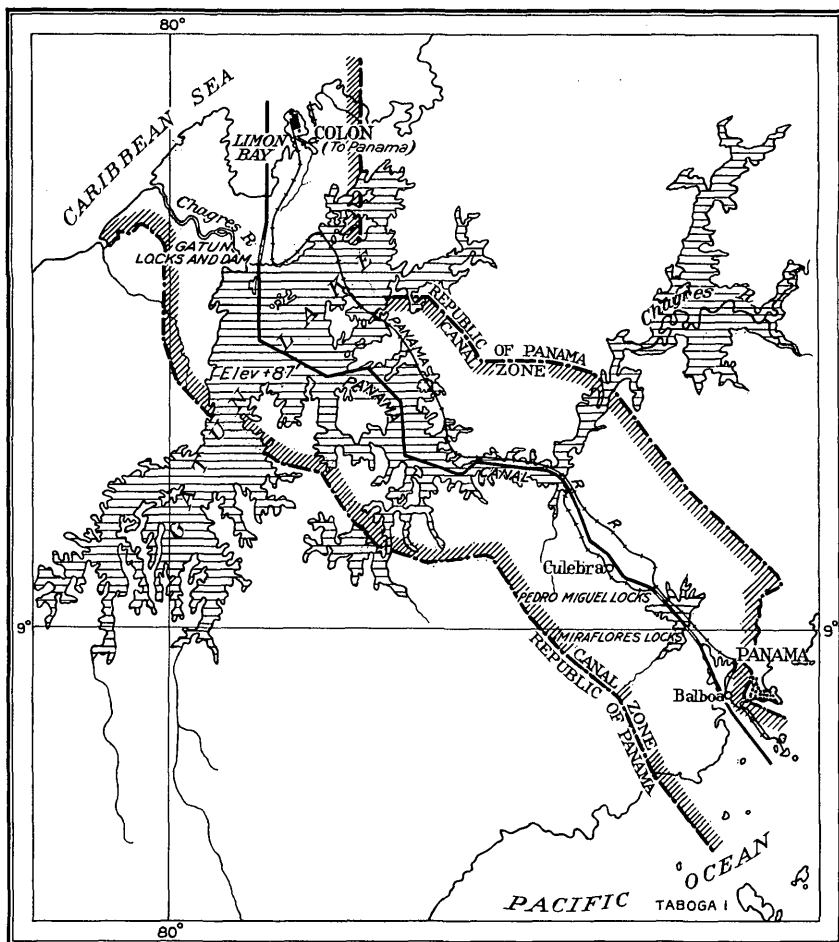 80°
CARIBBEAN SEA
LIMON
BAY
COLON
(To Panama)
Chagres R.
GATUN
LOCKS AND DAM
GATUN LAKE
Elev +87'
PANAMA R R
PANAMA CANAL
REPUBLIC OF PANAMA
CANAL ZONE
Chagres
Culebra
PEDRO MIGUEL LOCKS
9°
9°
MIRAFLORES LOCKS
PANAMA
Balboa
CANAL ZONE
REPUBLIC OF PANAMA
PACIFIC OCEAN
TABOGA I
80°